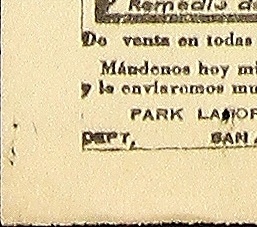 Remedio de
De venta en todas
Mándenos hoy mi
y le enviaremos mu
PARK LABOR
DEPT. SAN A